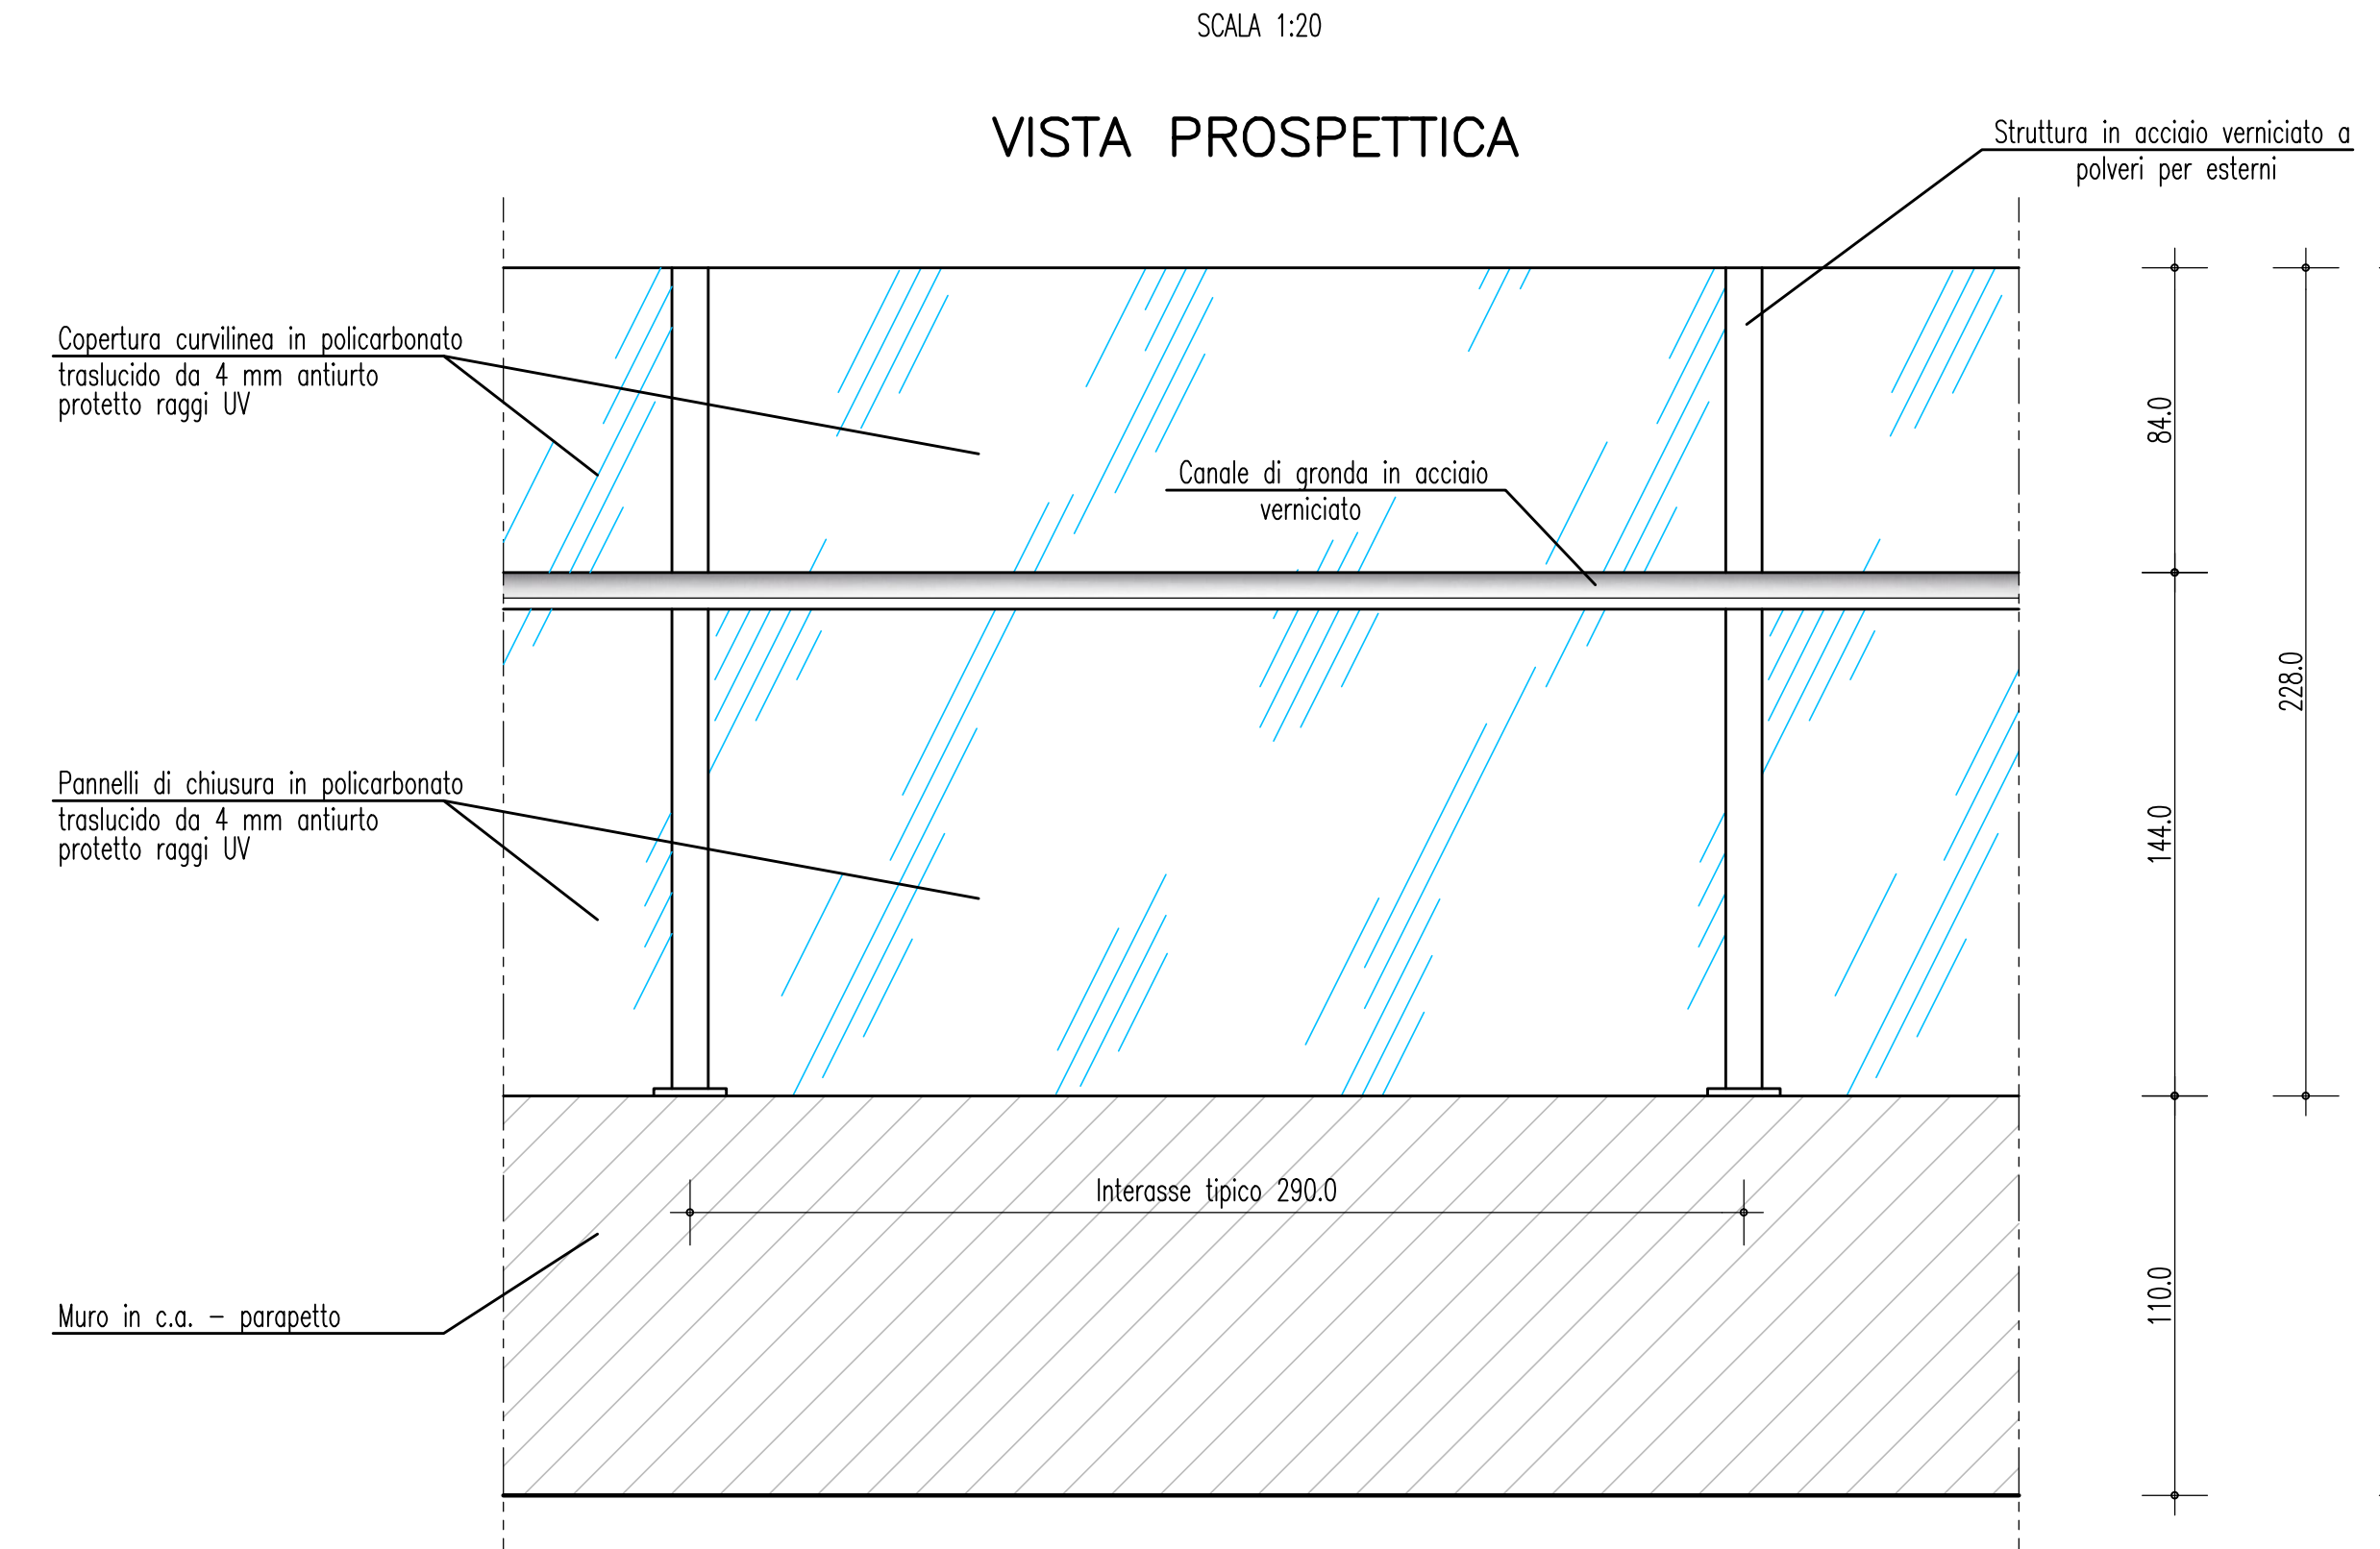 SCALA 1:20
VISTA PROSPETTICA
Struttura in acciaio verniciato a
polveri per esterni
Copertura curvilinea in policarbonato
traslucido da 4 mm antiurto
protetto raggi UV
84.0
Canale di gronda in acciaio
verniciato
228.0
Pannelli di chiusura in policarbonato
traslucido da 4 mm antiurto
protetto raggi UV
144.0
Interasse tipico 290.0
110.0
Muro in c.a. - parapetto